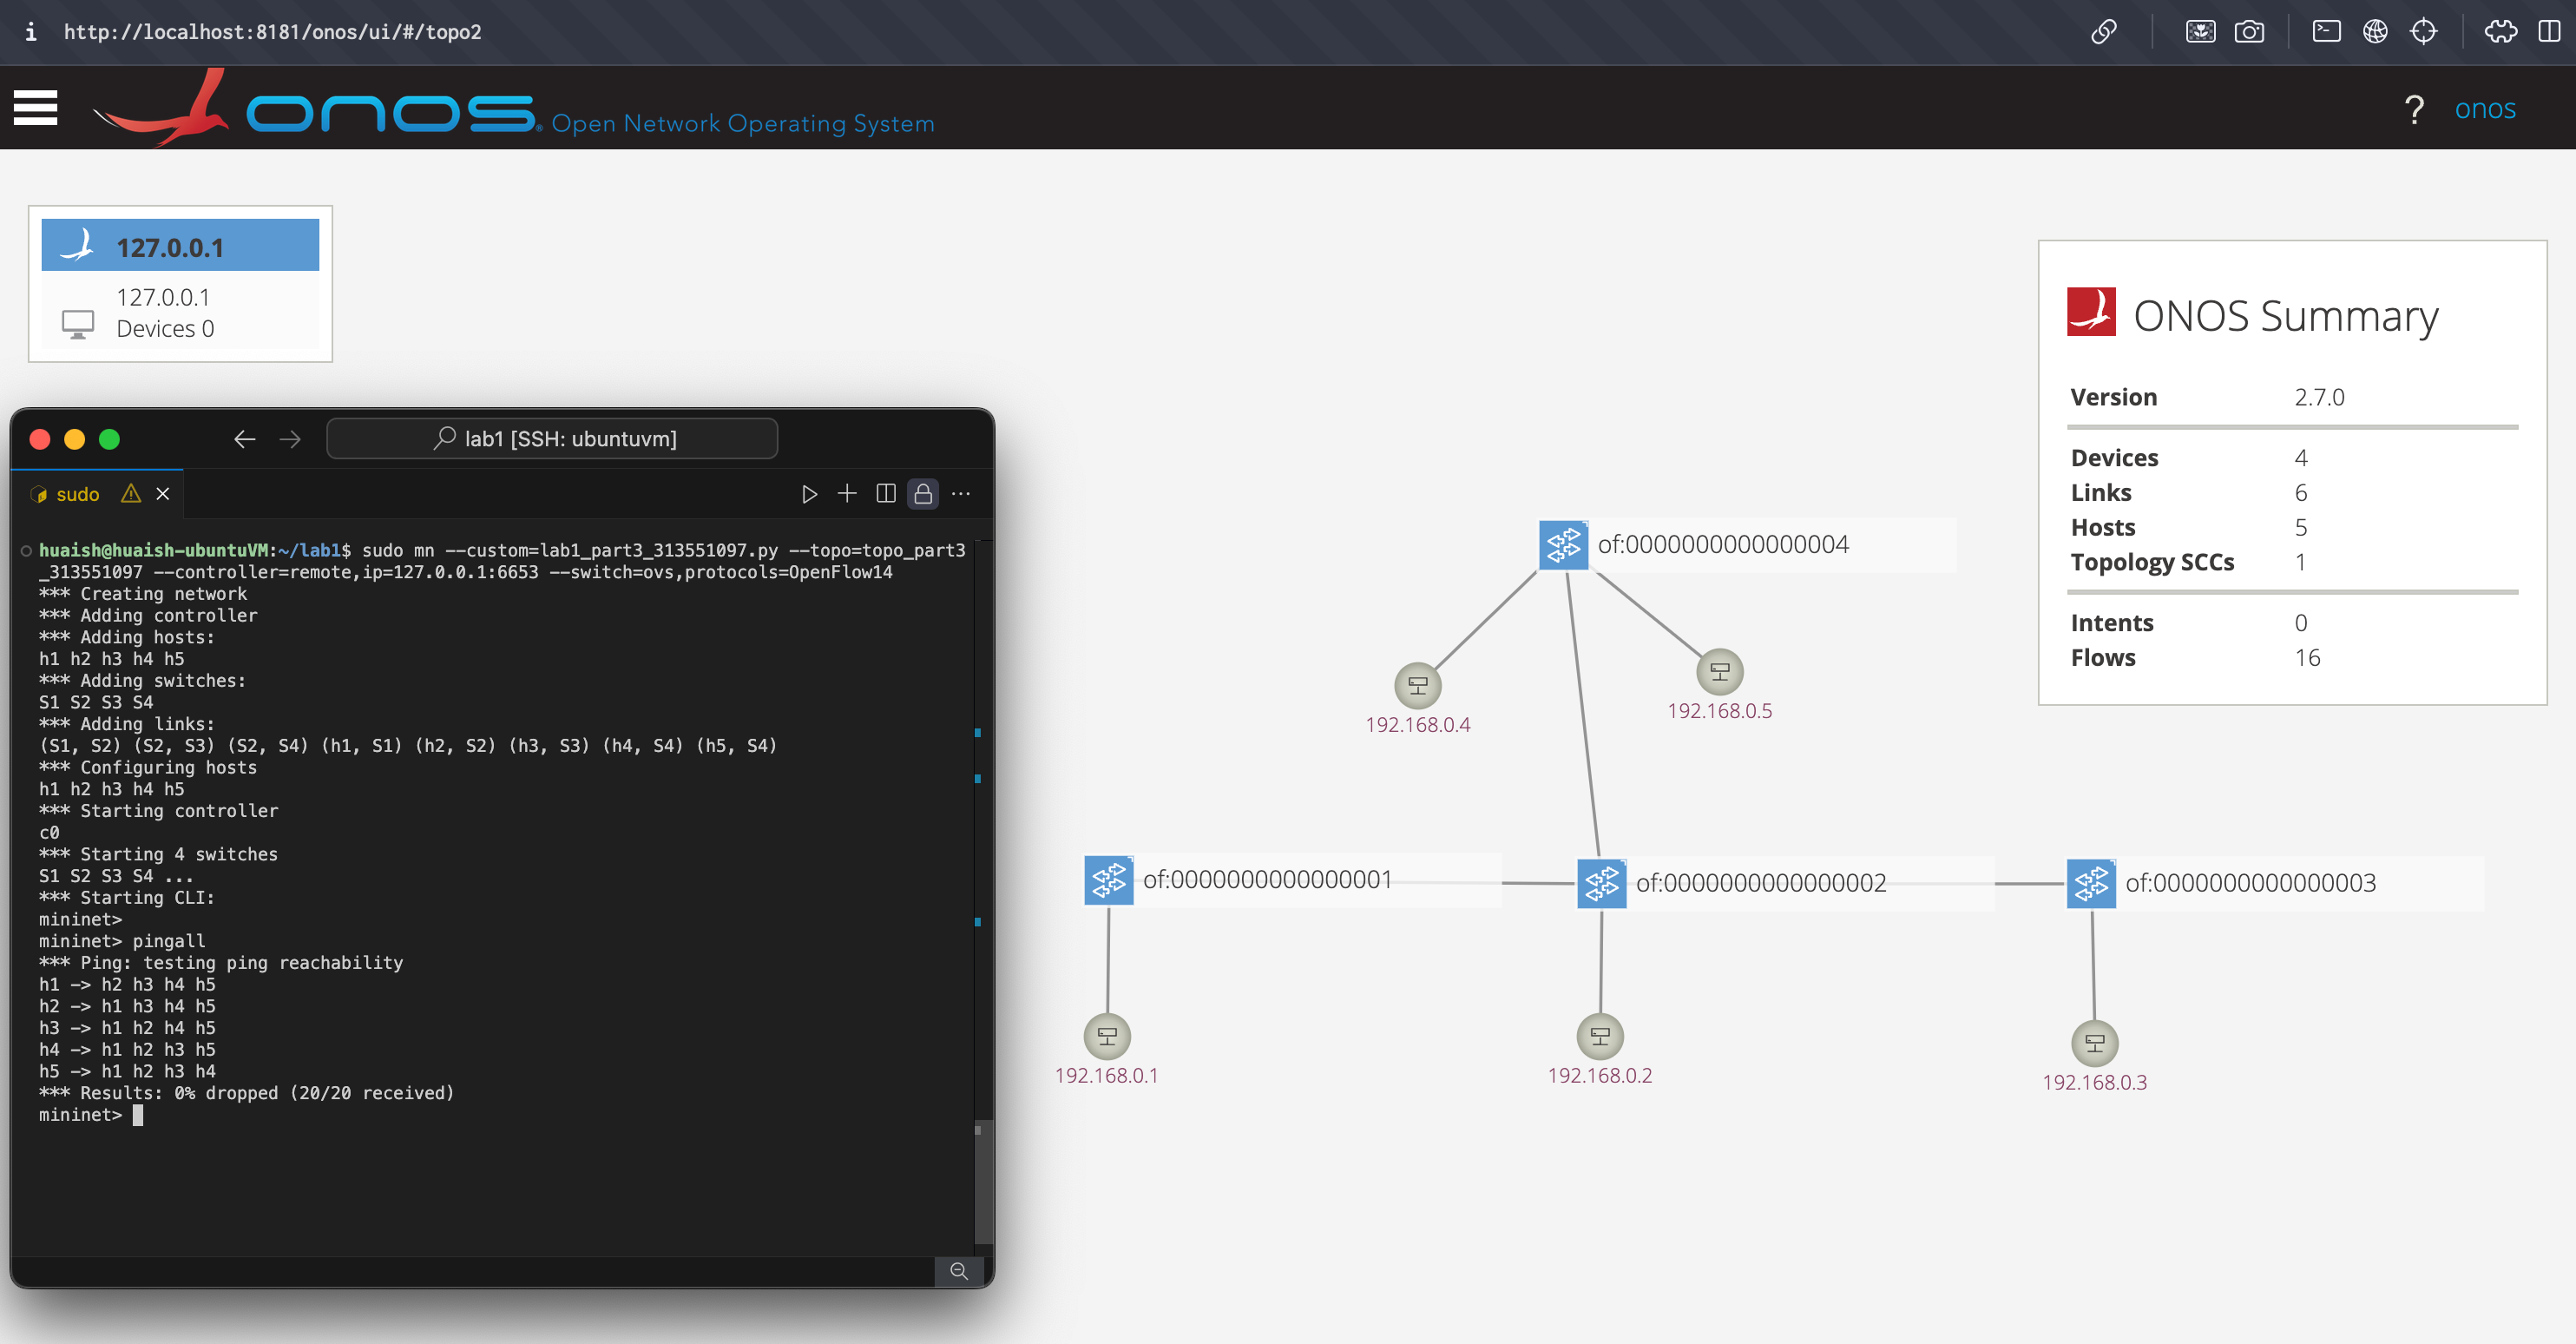 i http://localhost:8181/onos/ui/#/topo2
onos Open Network Operating System
? onos
127.0.0.1
127.0.0.1
Devices 0
ONOS Summary
Version 2.7.0
Devices 4
Links 6
Hosts 5
Topology SCCs 1
Intents 0
Flows 16
lab1 [SSH: ubuntuvm]
sudo
huaish@huaish-ubuntuVM:~/lab1$ sudo mn --custom=lab1_part3_313551097.py --topo=topo_part3
_313551097 --controller=remote,ip=127.0.0.1:6653 --switch=ovs,protocols=OpenFlow14
*** Creating network
*** Adding controller
*** Adding hosts:
h1 h2 h3 h4 h5
*** Adding switches:
S1 S2 S3 S4
*** Adding links:
(S1, S2) (S2, S3) (S2, S4) (h1, S1) (h2, S2) (h3, S3) (h4, S4) (h5, S4)
*** Configuring hosts
h1 h2 h3 h4 h5
*** Starting controller
c0
*** Starting 4 switches
S1 S2 S3 S4 ...
*** Starting CLI:
mininet>
mininet> pingall
*** Ping: testing ping reachability
h1 -> h2 h3 h4 h5
h2 -> h1 h3 h4 h5
h3 -> h1 h2 h4 h5
h4 -> h1 h2 h3 h5
h5 -> h1 h2 h3 h4
*** Results: 0% dropped (20/20 received)
mininet>
of:0000000000000004
192.168.0.4
192.168.0.5
of:0000000000000001
of:0000000000000002
of:0000000000000003
192.168.0.1
192.168.0.2
192.168.0.3